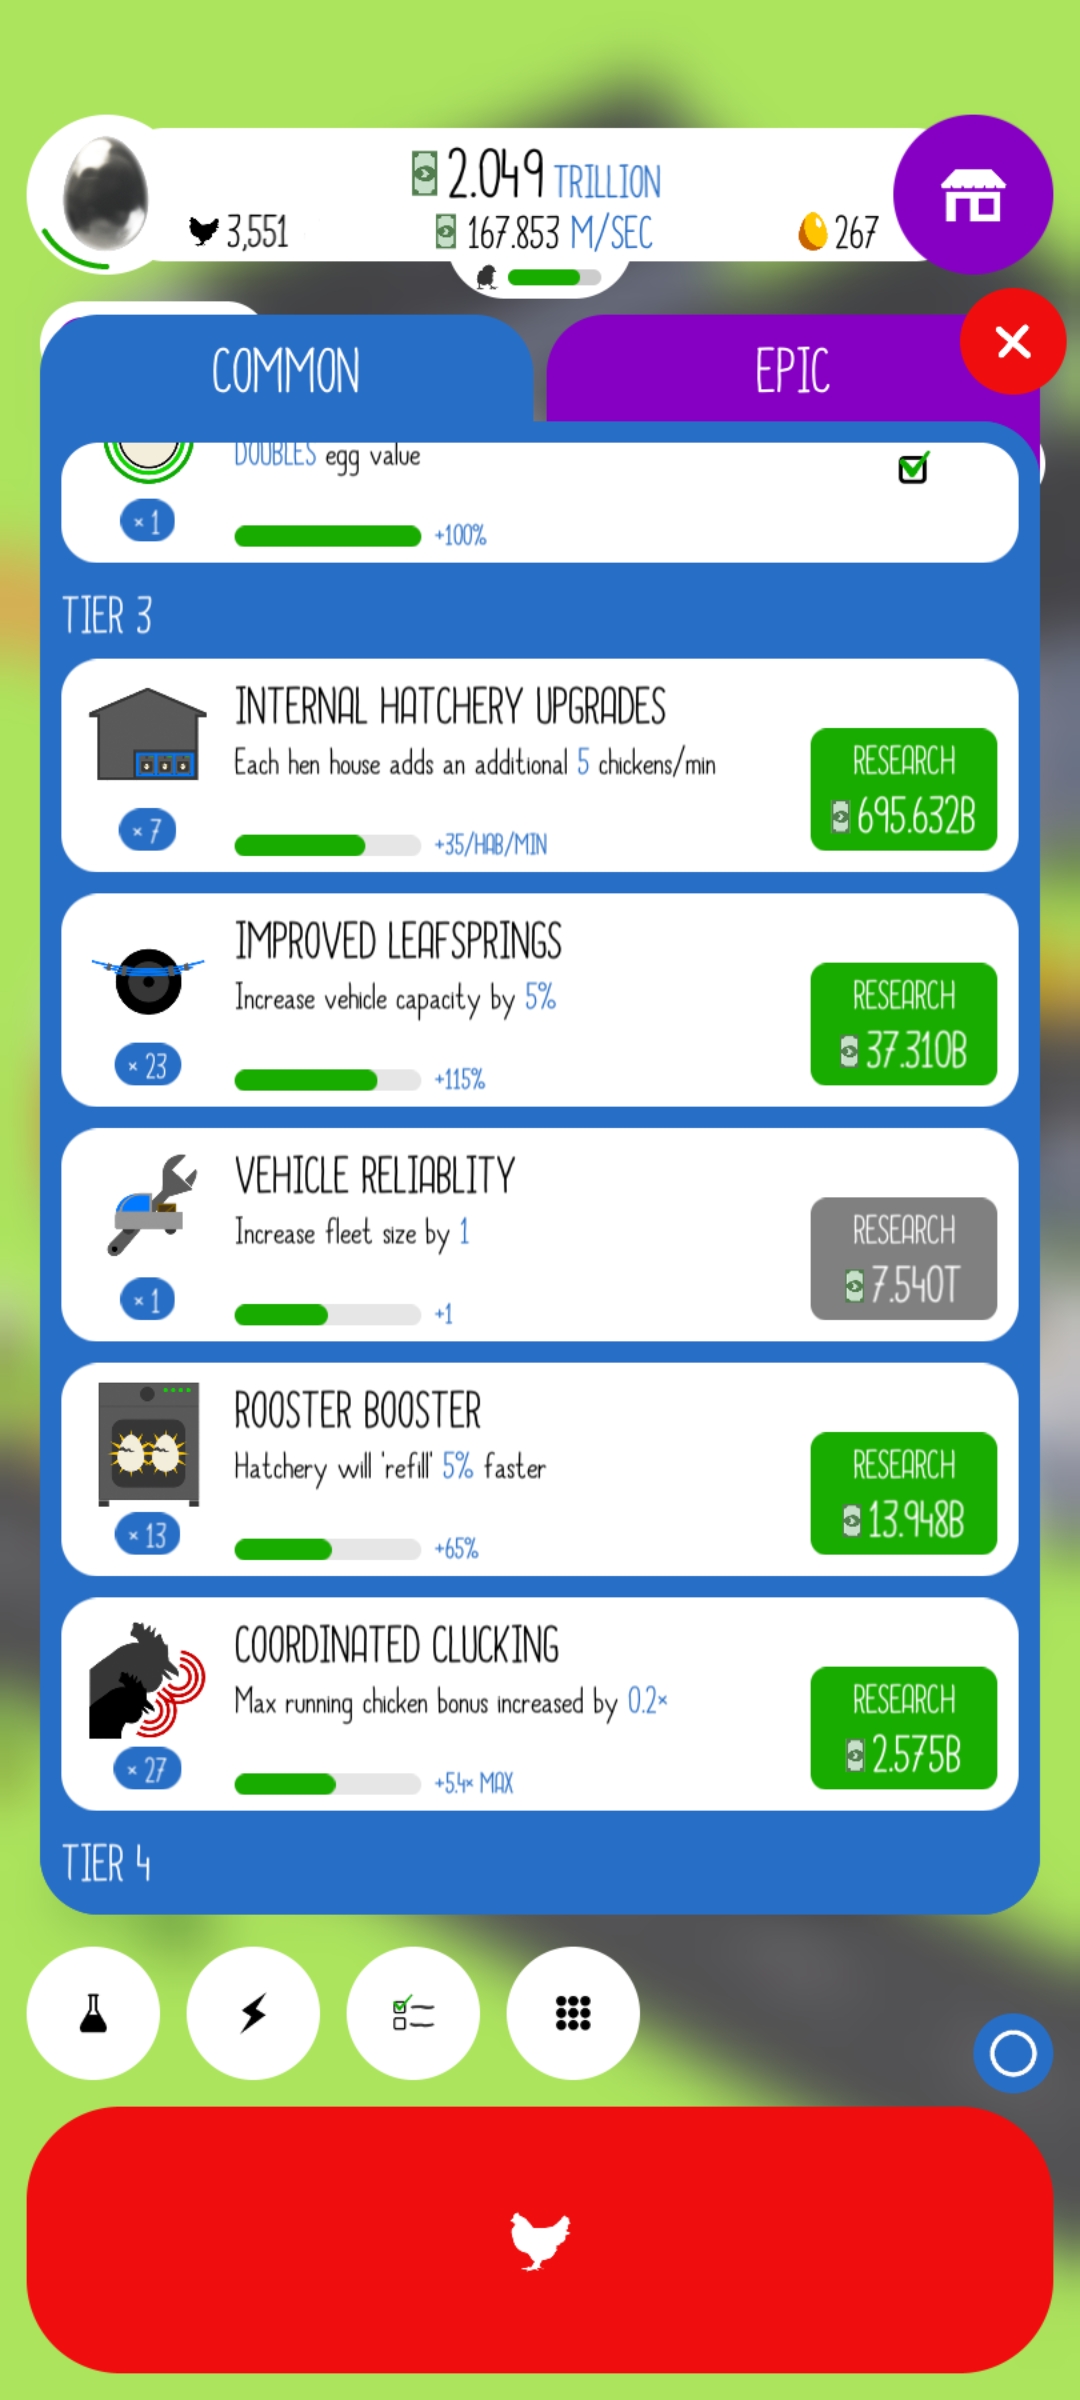 2.049 TRILLION
3,551
167.853 M/SEC
267
COMMON
EPIC
DOUBLES egg value
× 1
+100%
TIER 3
INTERNAL HATCHERY UPGRADES
Each hen house adds an additional 5 chickens/min
RESEARCH
695.632B
× 7
+35/HAB/MIN
IMPROVED LEAFSPRINGS
Increase vehicle capacity by 5%
RESEARCH
37.310B
× 23
+115%
VEHICLE RELIABLITY
Increase fleet size by 1
RESEARCH
7.540T
× 1
+1
ROOSTER BOOSTER
Hatchery will 'refill' 5% faster
RESEARCH
13.948B
× 13
+65%
COORDINATED CLUCKING
Max running chicken bonus increased by 0.2×
RESEARCH
2.575B
× 27
+5.4× MAX
TIER 4